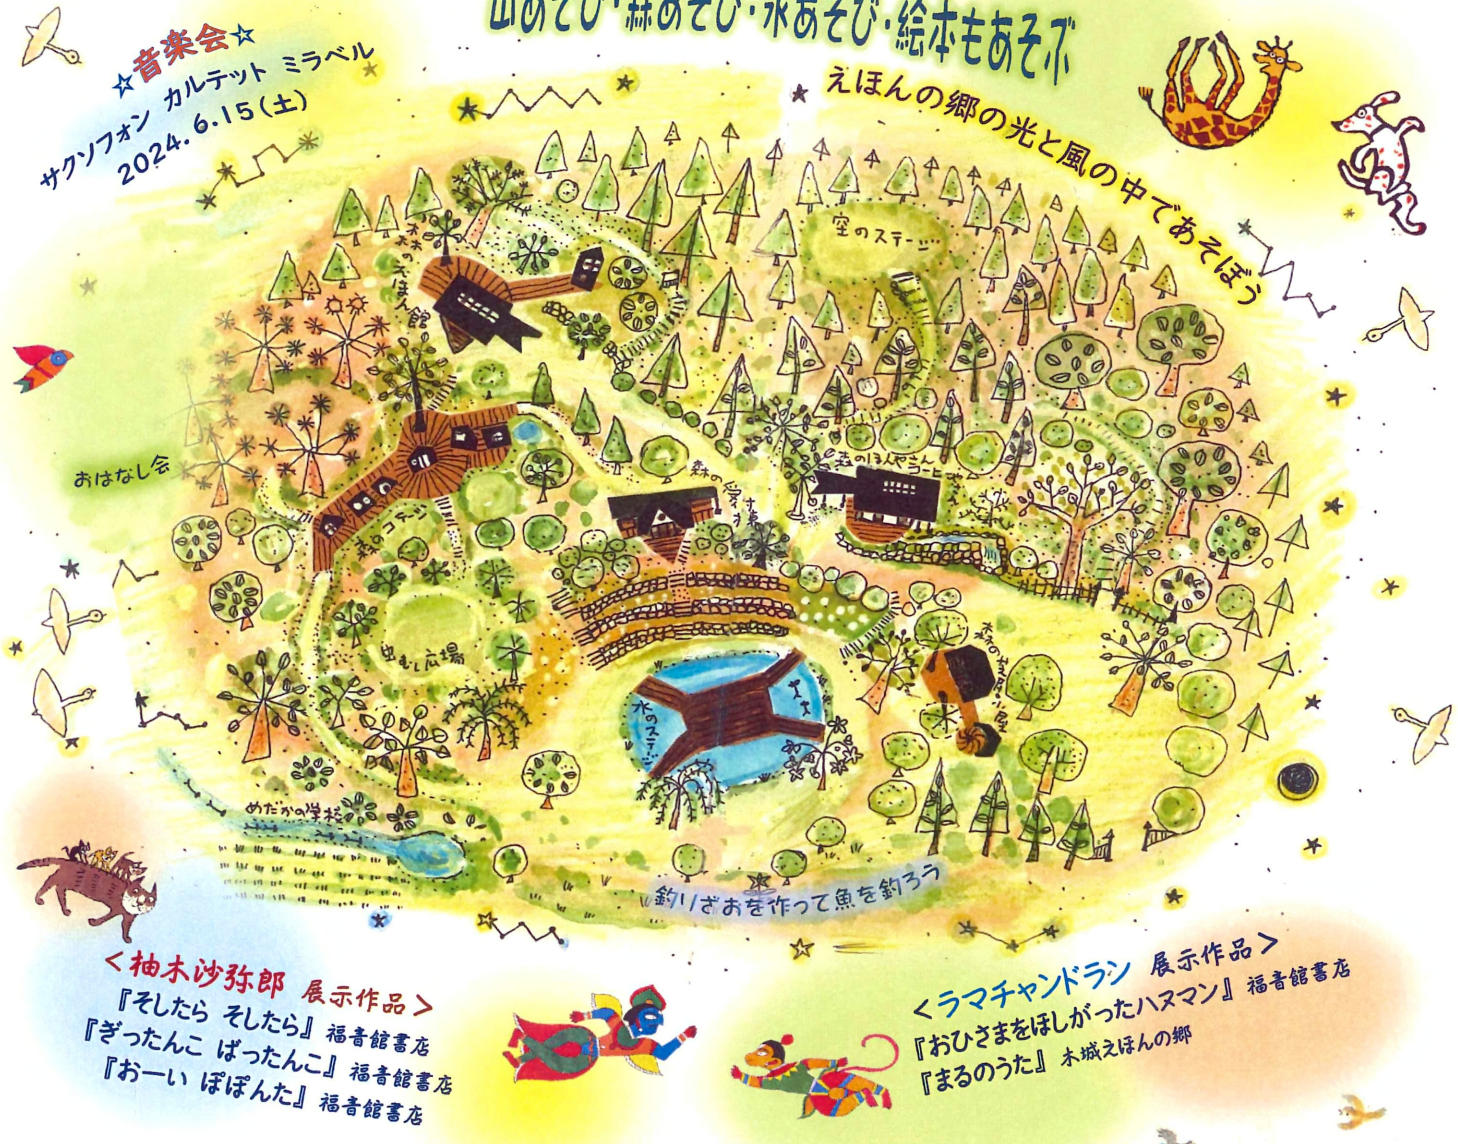 山あそび・森あそび・水あそび・絵本もあそぶ
☆音楽会☆
サクソフォン カルテット ミラベル
2024.6.15(土)
えほんの郷の光と風の中であそぼう
空のステージ
森のえほん館
おはなし会
森のコテージ
森のほんやさん
コーヒー
虫むし広場
水のステージ
めだかの学校
釣りざおを作って魚を釣ろう
<柚木沙弥郎 展示作品>
『そしたら そしたら』 福音館書店
『ぎったんこ ばったんこ』 福音館書店
『おーい ぽぽんた』 福音館書店
<ラマチャンドラン 展示作品>
『おひさまをほしがったハヌマン』 福音館書店
『まるのうた』 木城えほんの郷